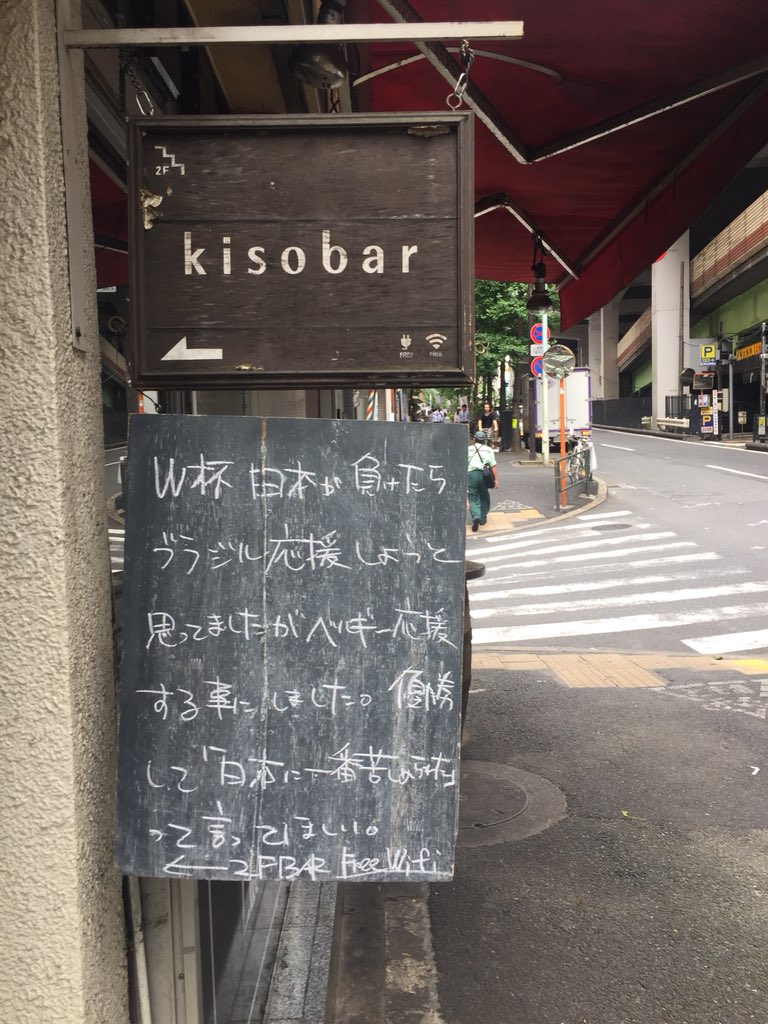 2F
kisobar
FREE FREE
W杯 日本が負けたら
ブラジル応援しようと
思ってましたがベルギー応援
する事にしました。優勝
して「日本に一番苦しめられた」
って言ってほしい。
←2FBAR Free Wifi
P
P